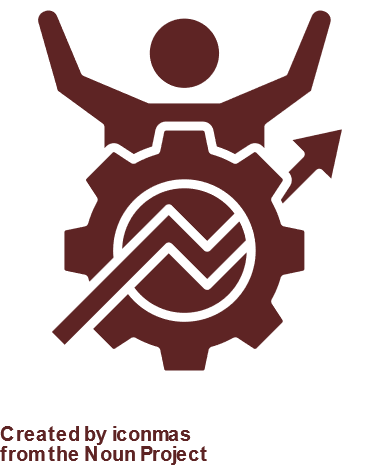 Created by iconmas
from the Noun Project